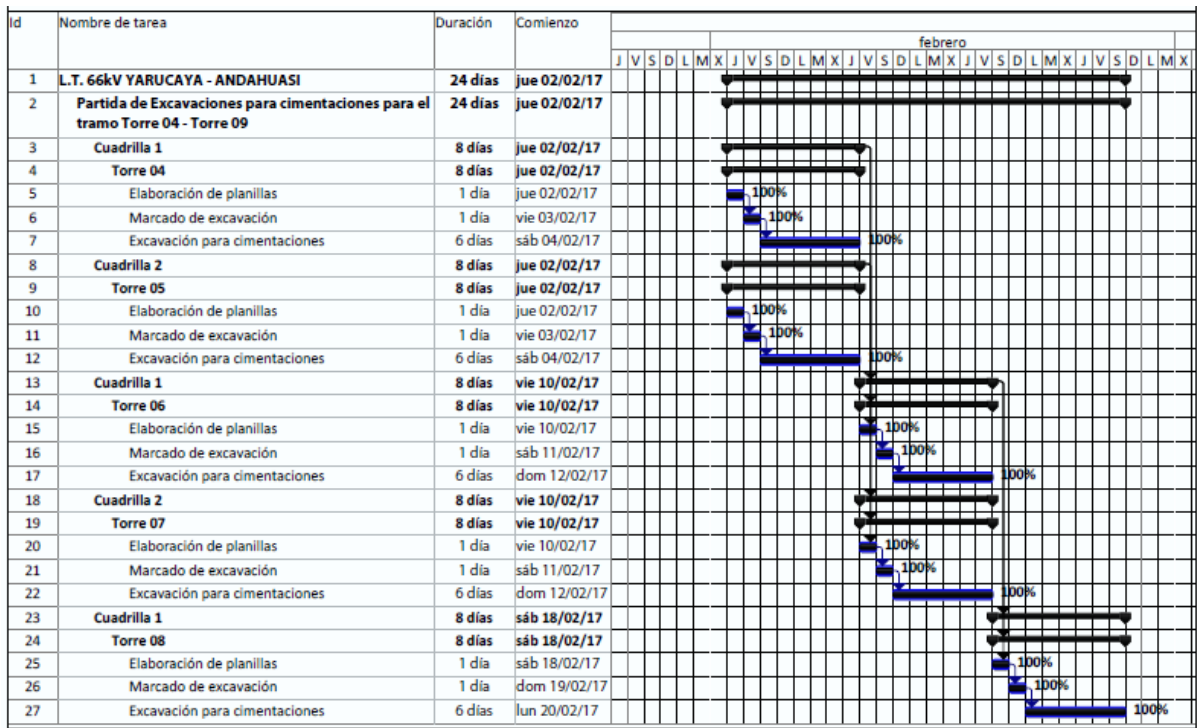 Id Nombre de tarea Duración Comienzo
febrero
J V S D L M X J V S D L M X J V S D L M X J V S D L M X J V S D L M X
1 L.T. 66kV YARUCAYA - ANDAHUASI 24 días jue 02/02/17
2 Partida de Excavaciones para cimentaciones para el 24 días jue 02/02/17
tramo Torre 04 - Torre 09
3 Cuadrilla 1 8 días jue 02/02/17
4 Torre 04 8 días jue 02/02/17
5 Elaboración de planillas 1 día jue 02/02/17 100%
6 Marcado de excavación 1 día vie 03/02/17 100%
7 Excavación para cimentaciones 6 días sáb 04/02/17 100%
8 Cuadrilla 2 8 días jue 02/02/17
9 Torre 05 8 días jue 02/02/17
10 Elaboración de planillas 1 día jue 02/02/17 100%
11 Marcado de excavación 1 día vie 03/02/17 100%
12 Excavación para cimentaciones 6 días sáb 04/02/17 100%
13 Cuadrilla 1 8 días vie 10/02/17
14 Torre 06 8 días vie 10/02/17
15 Elaboración de planillas 1 día vie 10/02/17 100%
16 Marcado de excavación 1 día sáb 11/02/17 100%
17 Excavación para cimentaciones 6 días dom 12/02/17 100%
18 Cuadrilla 2 8 días vie 10/02/17
19 Torre 07 8 días vie 10/02/17
20 Elaboración de planillas 1 día vie 10/02/17 100%
21 Marcado de excavación 1 día sáb 11/02/17 100%
22 Excavación para cimentaciones 6 días dom 12/02/17 100%
23 Cuadrilla 1 8 días sáb 18/02/17
24 Torre 08 8 días sáb 18/02/17
25 Elaboración de planillas 1 día sáb 18/02/17 100%
26 Marcado de excavación 1 día dom 19/02/17 100%
27 Excavación para cimentaciones 6 días lun 20/02/17 100%